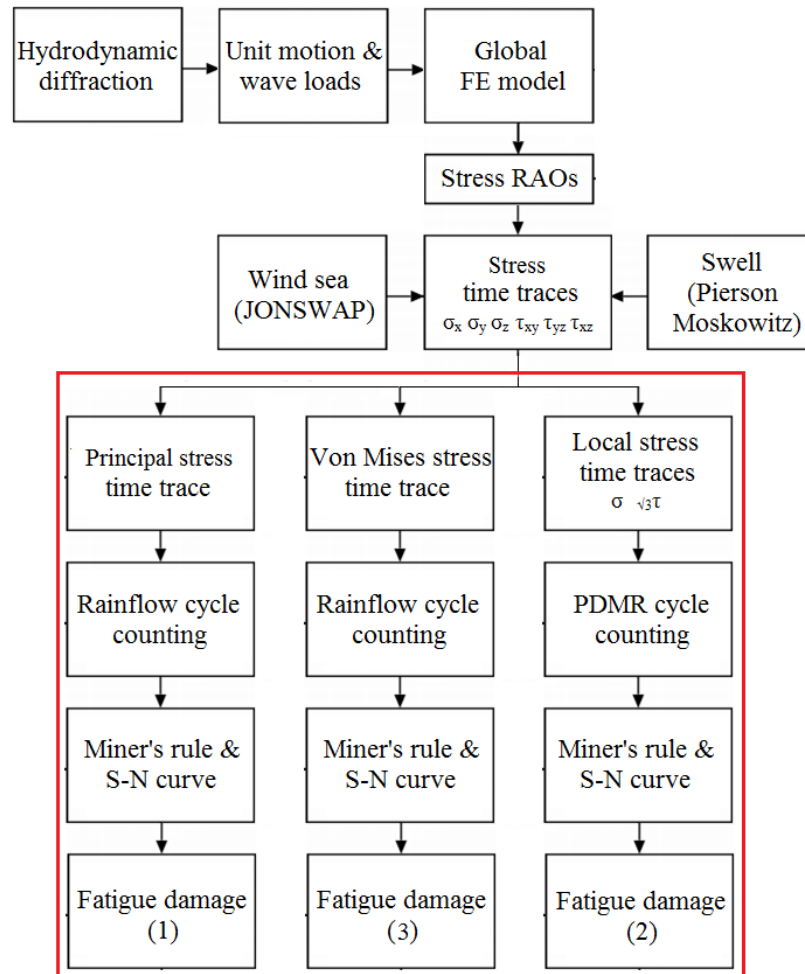 Hydrodynamic
diffraction
Unit motion &
wave loads
Global
FE model
Stress RAOs
Wind sea
(JONSWAP)
Stress
time traces
σx σy σz τxy τyz τxz
Swell
(Pierson
Moskowitz)
Principal stress
time trace
Von Mises stress
time trace
Local stress
time traces
σ √3τ
Rainflow cycle
counting
Rainflow cycle
counting
PDMR cycle
counting
Miner's rule &
S-N curve
Miner's rule &
S-N curve
Miner's rule &
S-N curve
Fatigue damage
(1)
Fatigue damage
(3)
Fatigue damage
(2)